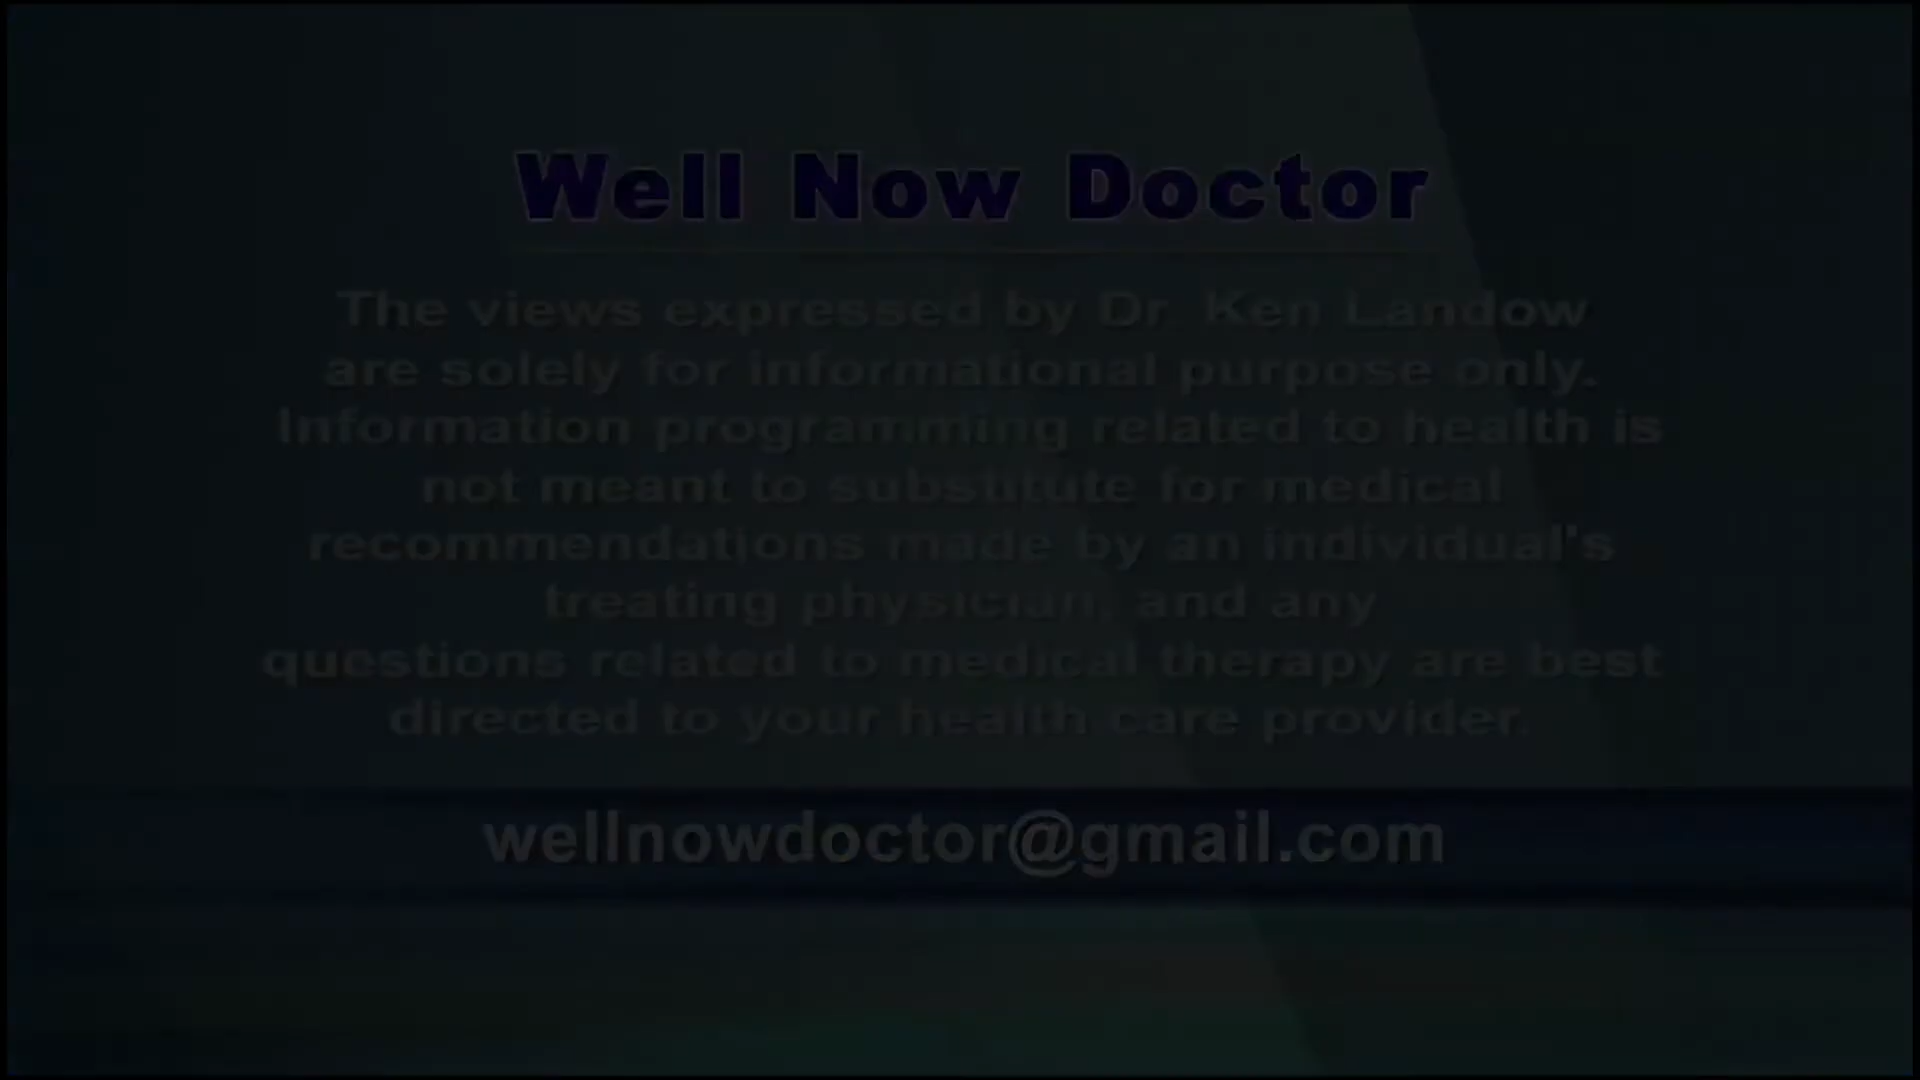 Well Now Doctor
The views expressed by Dr. Ken Landow
are solely for informational purpose only.
Information programming related to health is
not meant to substitute for medical
recommendations made by an individual's
treating physician, and any
questions related to medical therapy are best
directed to your health care provider.
wellnowdoctor@gmail.com